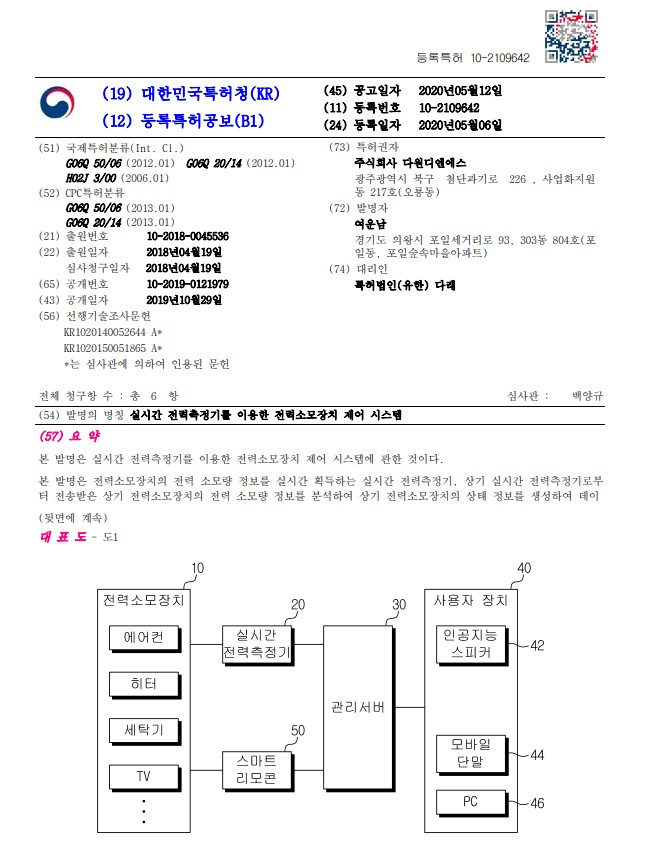 등록특허 10-2109642
(19) 대한민국특허청(KR)
(12) 등록특허공보(B1)
(45) 공고일자 2020년05월12일
(11) 등록번호 10-2109642
(24) 등록일자 2020년05월06일
(51) 국제특허분류(Int. Cl.)
G06Q 50/06 (2012.01) G06Q 20/14 (2012.01)
H02J 3/00 (2006.01)
(52) CPC특허분류
G06Q 50/06 (2013.01)
G06Q 20/14 (2013.01)
(21) 출원번호 10-2018-0045536
(22) 출원일자 2018년04월19일
심사청구일자 2018년04월19일
(65) 공개번호 10-2019-0121979
(43) 공개일자 2019년10월29일
(56) 선행기술조사문헌
KR1020140052644 A*
KR1020150051865 A*
*는 심사관에 의하여 인용된 문헌
(73) 특허권자
주식회사 다원디엔에스
광주광역시 북구 첨단과기로 226 , 사업화지원
동 217호(오룡동)
(72) 발명자
여운남
경기도 의왕시 포일세거리로 93, 303동 804호(포
일동, 포일숲속마을아파트)
(74) 대리인
특허법인(유한) 다래
전체 청구항 수 : 총 6 항
심사관 : 백양규
(54) 발명의 명칭 실시간 전력측정기를 이용한 전력소모장치 제어 시스템
(57) 요 약
본 발명은 실시간 전력측정기를 이용한 전력소모장치 제어 시스템에 관한 것이다.
본 발명은 전력소모장치의 전력 소모량 정보를 실시간 획득하는 실시간 전력측정기, 상기 실시간 전력측정기로부
터 전송받은 상기 전력소모장치의 전력 소모량 정보를 분석하여 상기 전력소모장치의 상태 정보를 생성하여 데이
(뒷면에 계속)
대 표 도 - 도1
10
전력소모장치
에어컨
히터
세탁기
TV
20
실시간
전력측정기
50
스마트
리모콘
30
관리서버
40
사용자 장치
인공지능
스피커
42
모바일
단말
44
PC
46